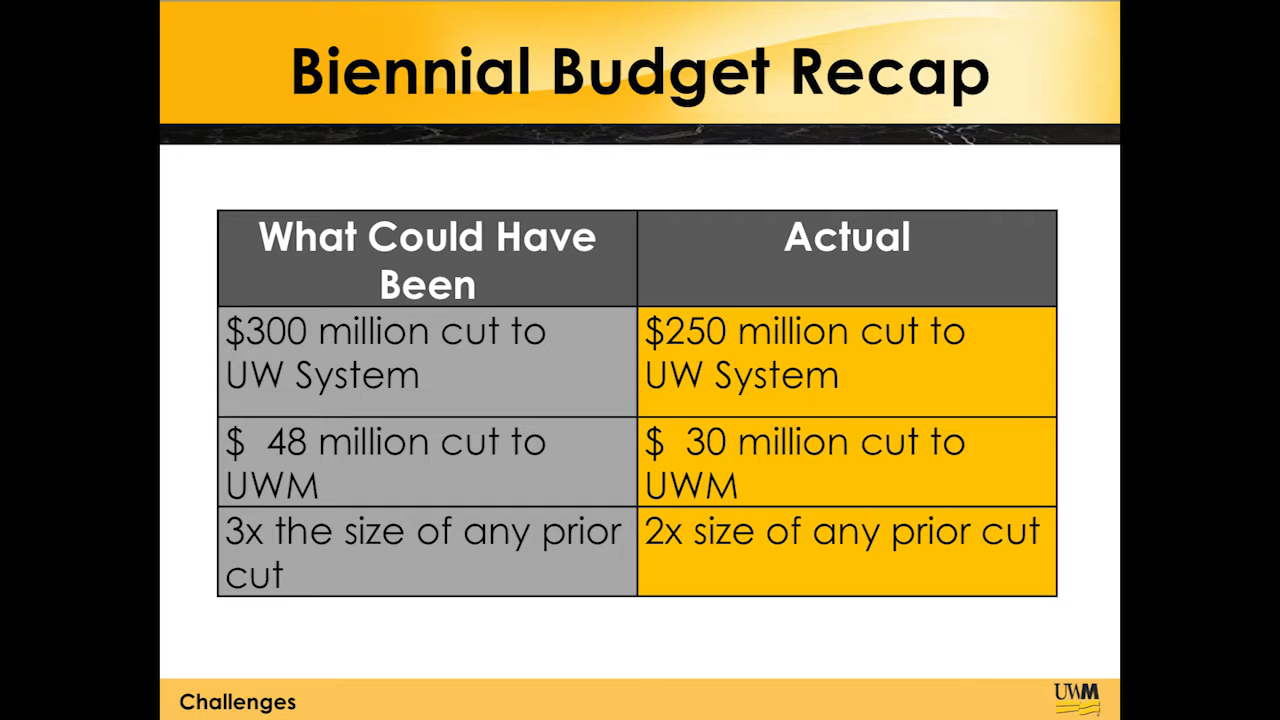 Biennial Budget Recap
What Could Have
Been
Actual
$300 million cut to
UW System
$250 million cut to
UW System
$  48 million cut to
UWM
$  30 million cut to
UWM
3x the size of any prior
cut
2x size of any prior cut
Challenges
UWM